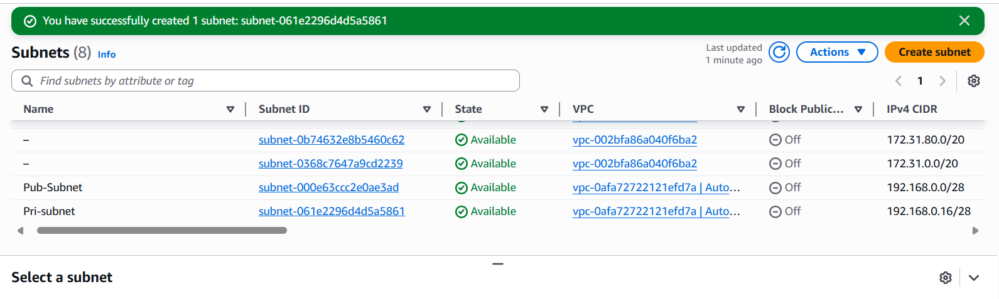 You have successfully created 1 subnet: subnet-061e2296d4d5a5861
Subnets (8) Info
Last updated
1 minute ago
Actions
Create subnet
Find subnets by attribute or tag
1
Name Subnet ID State VPC Block Public... IPv4 CIDR
– subnet-0b74632e8b5460c62 Available vpc-002bfa86a040f6ba2 Off 172.31.80.0/20
– subnet-0368c7647a9cd2239 Available vpc-002bfa86a040f6ba2 Off 172.31.0.0/20
Pub-Subnet subnet-000e63ccc2e0ae3ad Available vpc-0afa72722121efd7a | Auto... Off 192.168.0.0/28
Pri-subnet subnet-061e2296d4d5a5861 Available vpc-0afa72722121efd7a | Auto... Off 192.168.0.16/28
Select a subnet